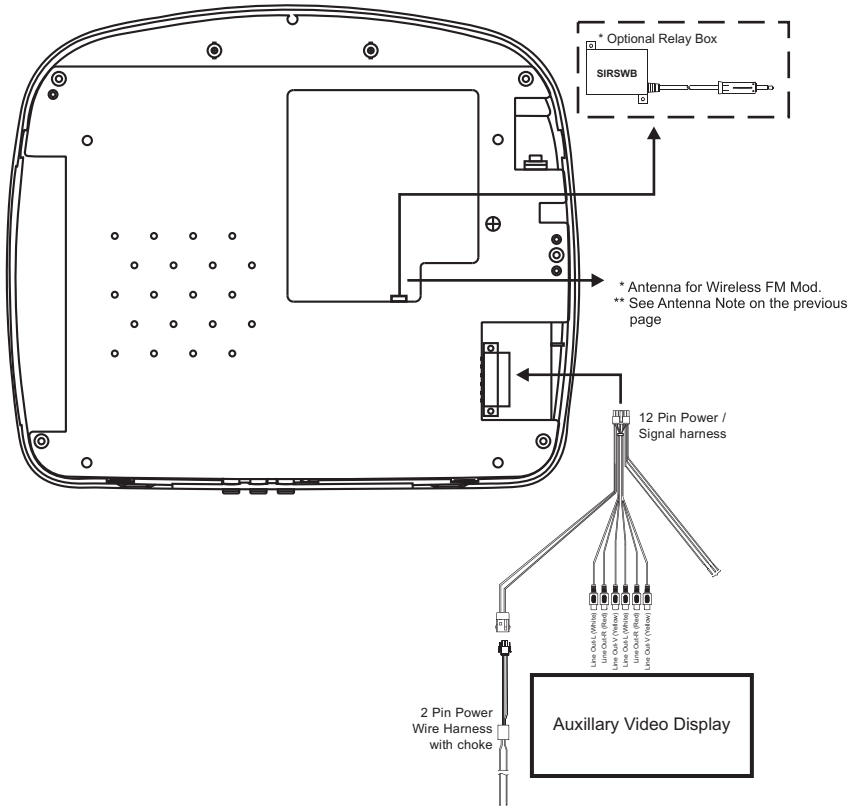 * Optional Relay Box
SIRSWB
* Antenna for Wireless FM Mod.
** See Antenna Note on the previous
page
12 Pin Power /
Signal harness
Line Out-L (White)
Line Out-R (Red)
Line Out-V (Yellow)
Line Out-L (White)
Line Out-R (Red)
Line Out-V (Yellow)
2 Pin Power
Wire Harness
with choke
Auxillary Video Display